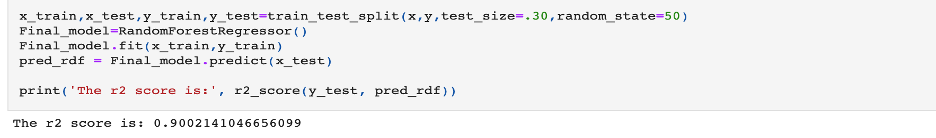 x_train,x_test,y_train,y_test=train_test_split(x,y,test_size=.30,random_state=50)
Final_model=RandomForestRegressor()
Final_model.fit(x_train,y_train)
pred_rdf = Final_model.predict(x_test)
print('The r2 score is:', r2_score(y_test, pred_rdf))
The r2 score is: 0.9002141046656099